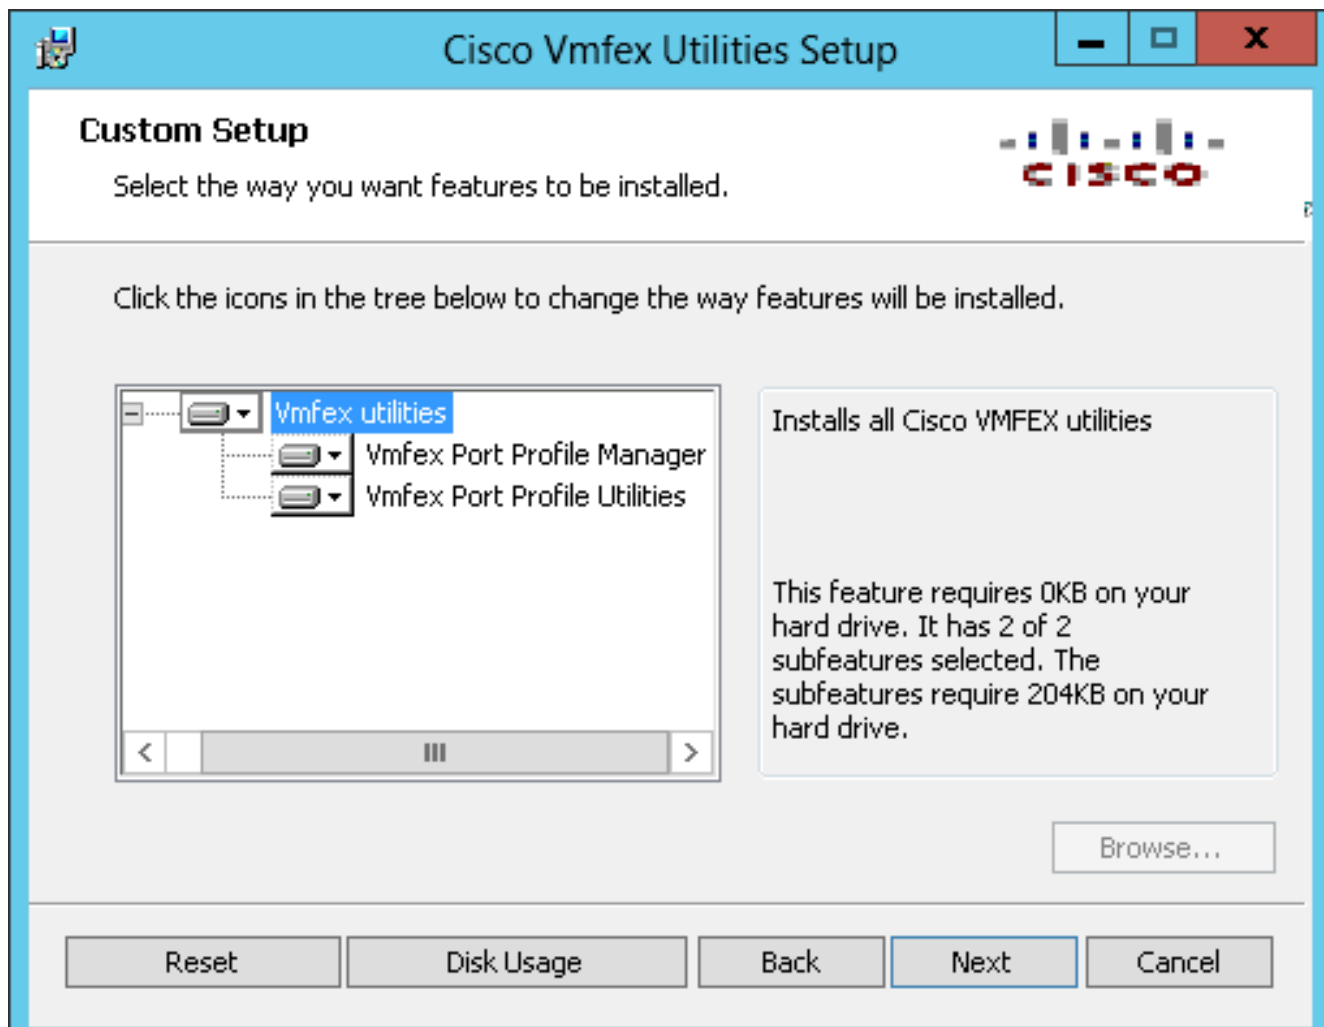 Cisco Vmfex Utilities Setup
Custom Setup
Select the way you want features to be installed.
CISCO
Click the icons in the tree below to change the way features will be installed.
Vmfex utilities
Vmfex Port Profile Manager
Vmfex Port Profile Utilities
Installs all Cisco VMFEX utilities
This feature requires 0KB on your
hard drive. It has 2 of 2
subfeatures selected. The
subfeatures require 204KB on your
hard drive.
Browse...
Reset
Disk Usage
Back
Next
Cancel